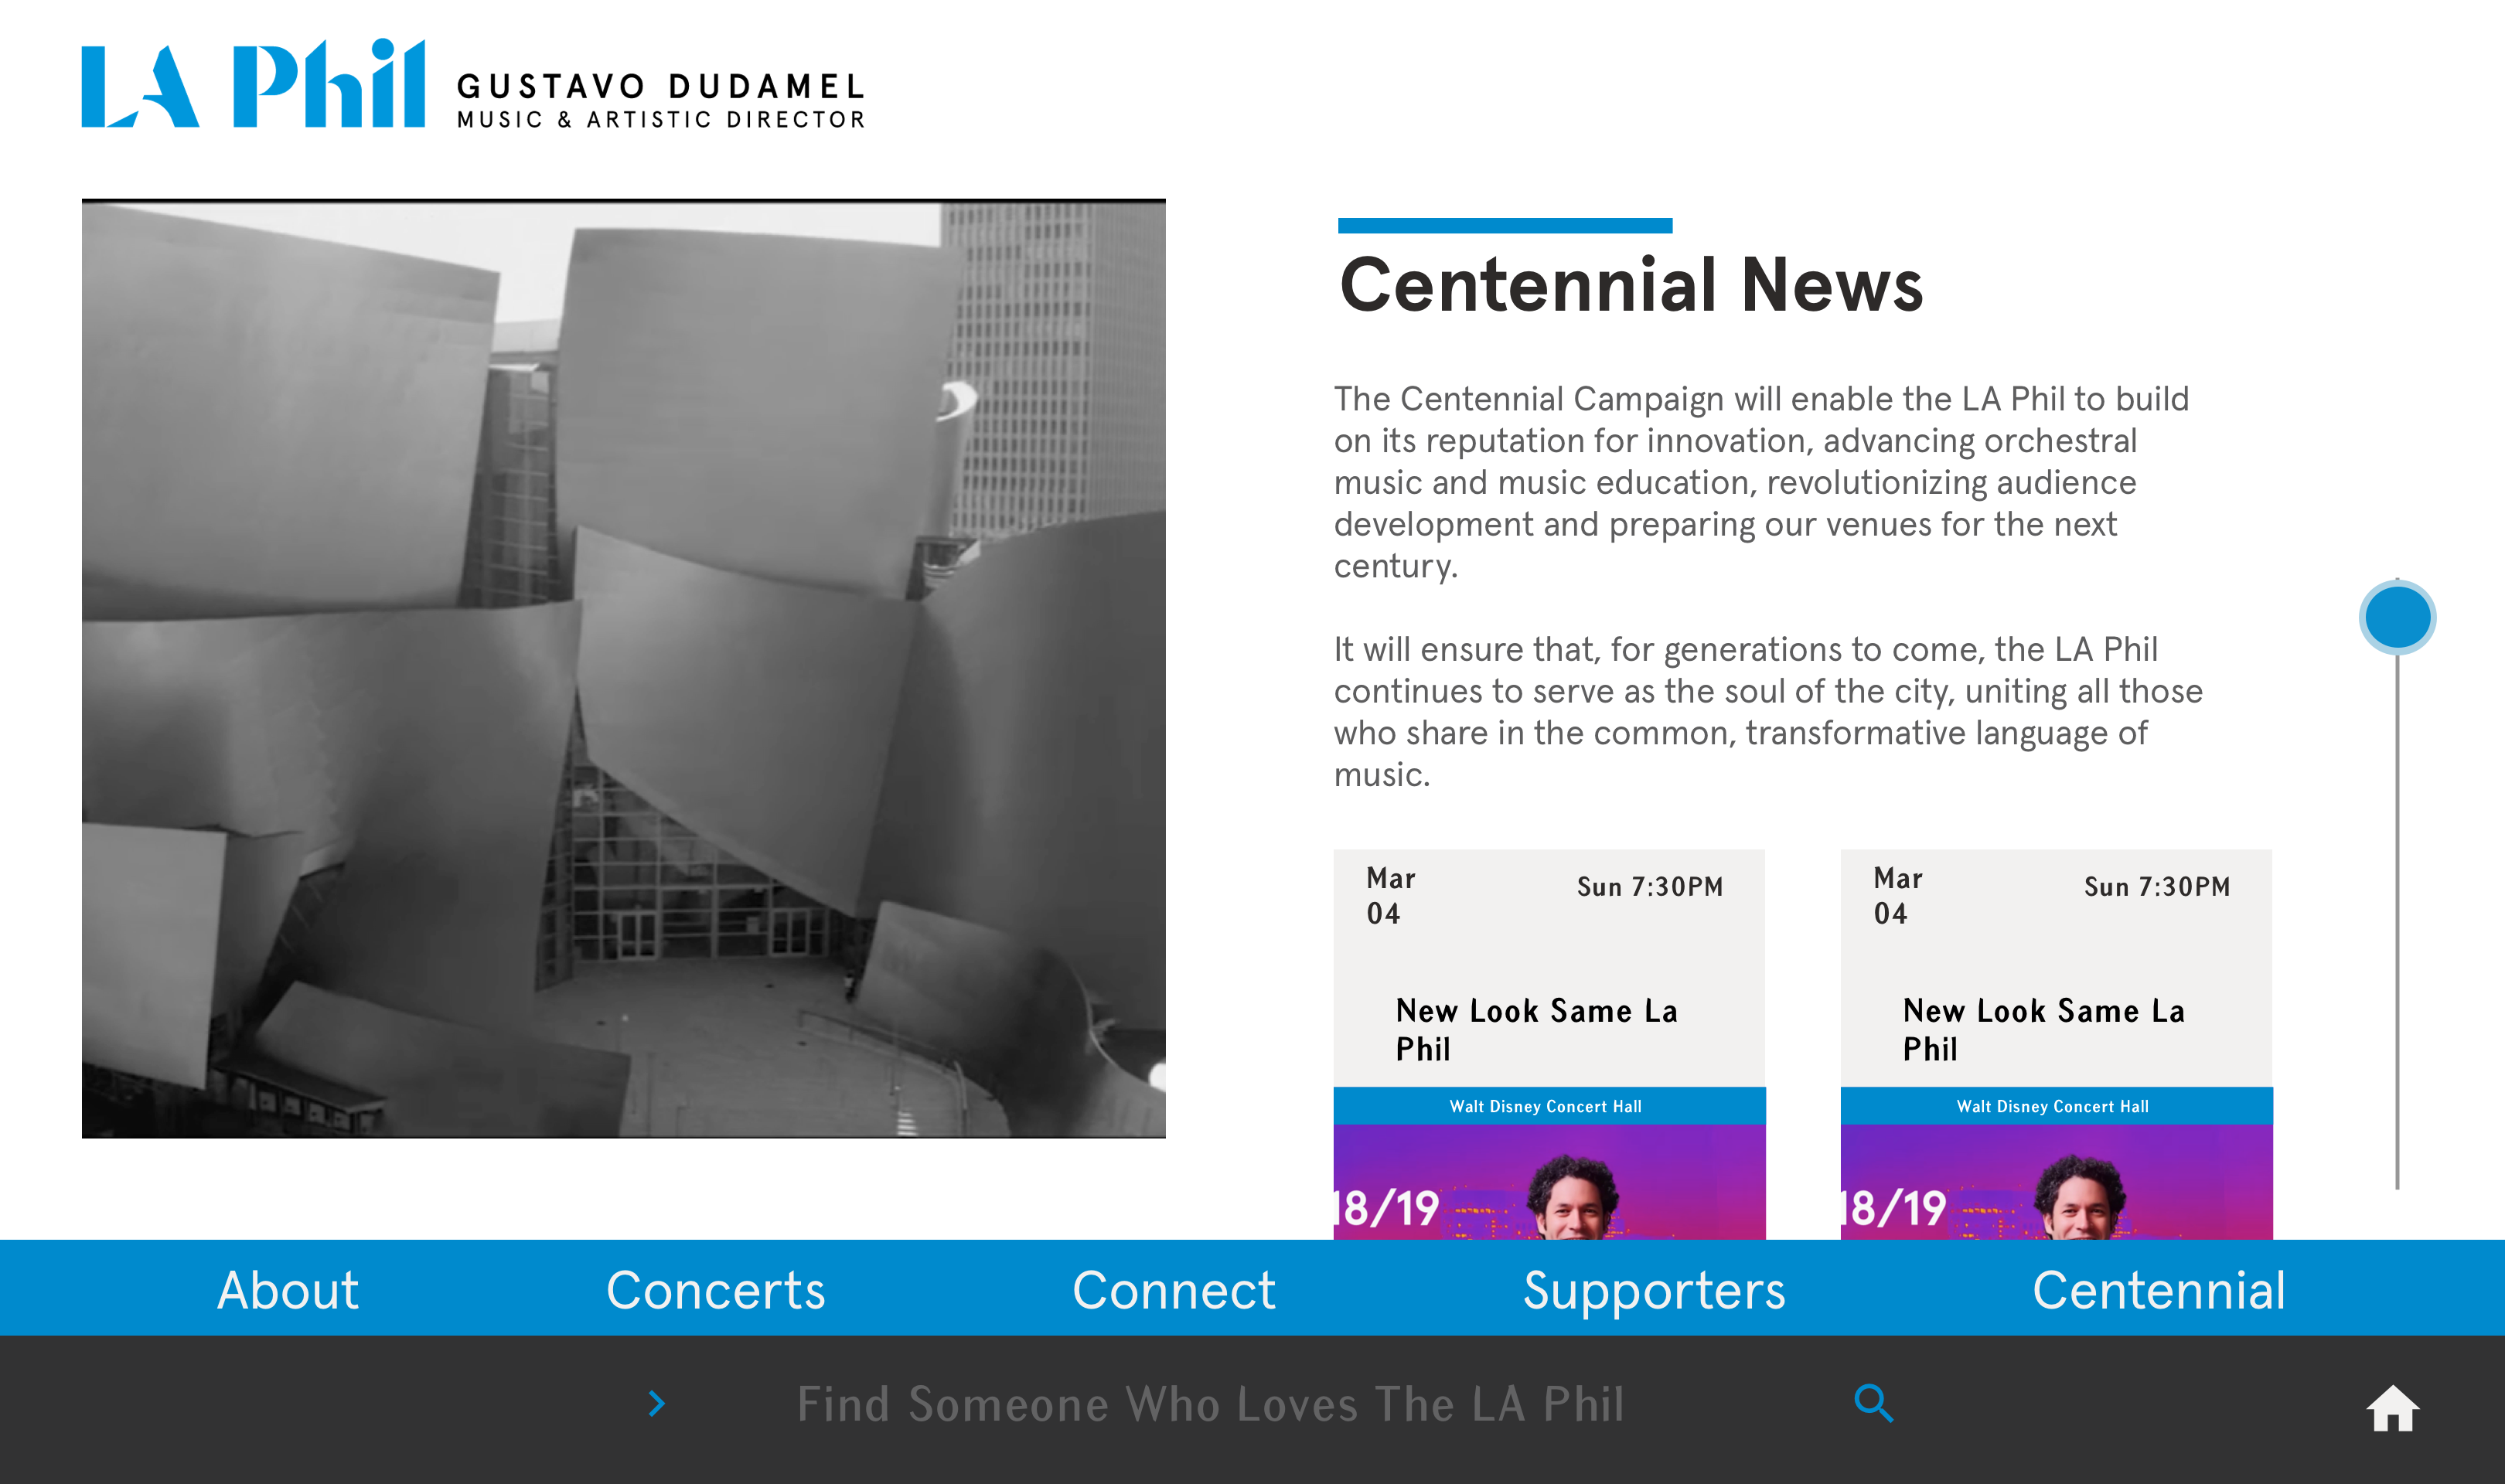 LA Phil
GUSTAVO DUDAMEL
MUSIC & ARTISTIC DIRECTOR
Centennial News
The Centennial Campaign will enable the LA Phil to build
on its reputation for innovation, advancing orchestral
music and music education, revolutionizing audience
development and preparing our venues for the next
century.
It will ensure that, for generations to come, the LA Phil
continues to serve as the soul of the city, uniting all those
who share in the common, transformative language of
music.
Mar
04
Sun 7:30PM
New Look Same La
Phil
Walt Disney Concert Hall
18/19
Mar
04
Sun 7:30PM
New Look Same La
Phil
Walt Disney Concert Hall
18/19
About
Concerts
Connect
Supporters
Centennial
Find Someone Who Loves The LA Phil